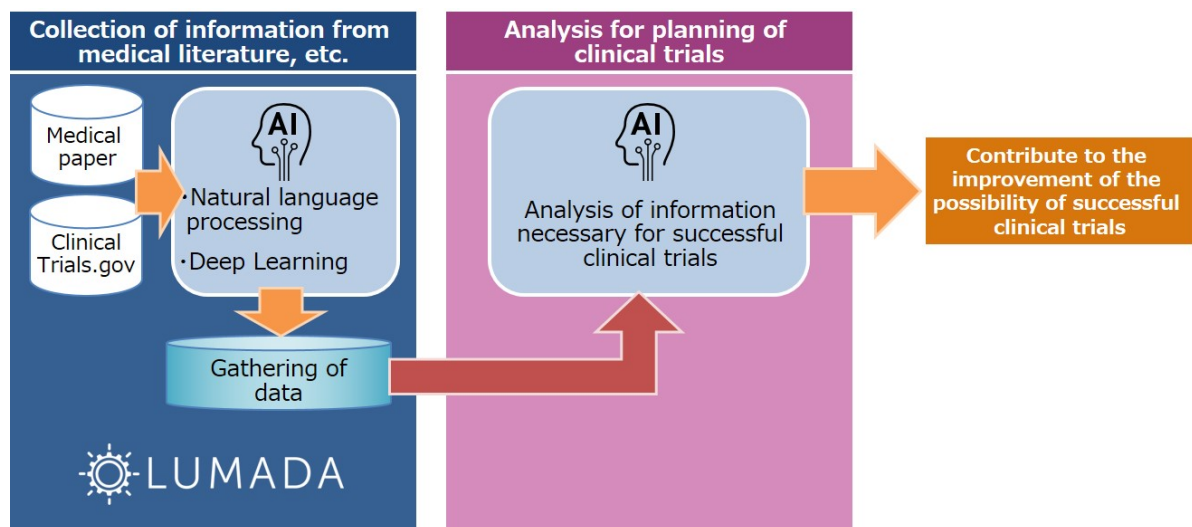 Collection of information from
medical literature, etc.
Medical
paper
Clinical
Trials.gov
AI
・Natural language
processing
・Deep Learning
Gathering of
data
LUMADA
Analysis for planning of
clinical trials
AI
Analysis of information
necessary for successful
clinical trials
Contribute to the
improvement of the
possibility of successful
clinical trials